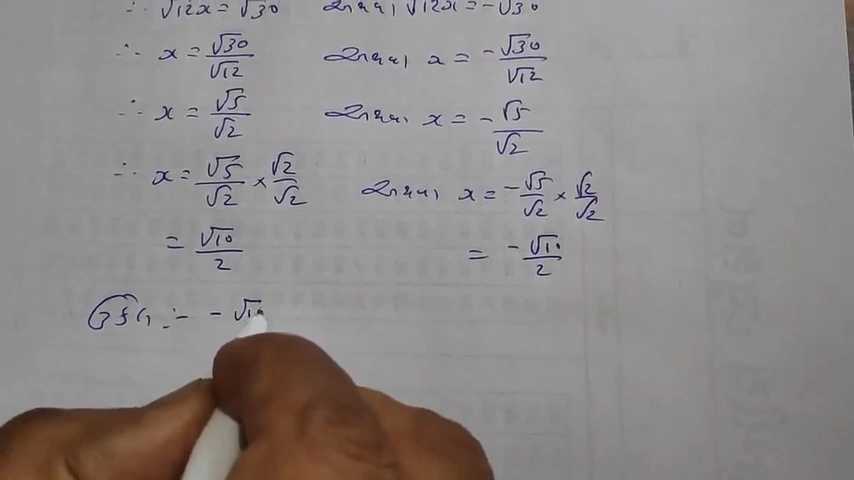 ∴ √12x = √30 અથવા √12x = -√30
∴ x = √30/√12 અથવા x = -√30/√12
∴ x = √5/√2 અથવા x = -√5/√2
∴ x = √5/√2 × √2/√2 અથવા x = -√5/√2 × √2/√2
= √10/2 = -√10/2
ઉકેલ :- -√10